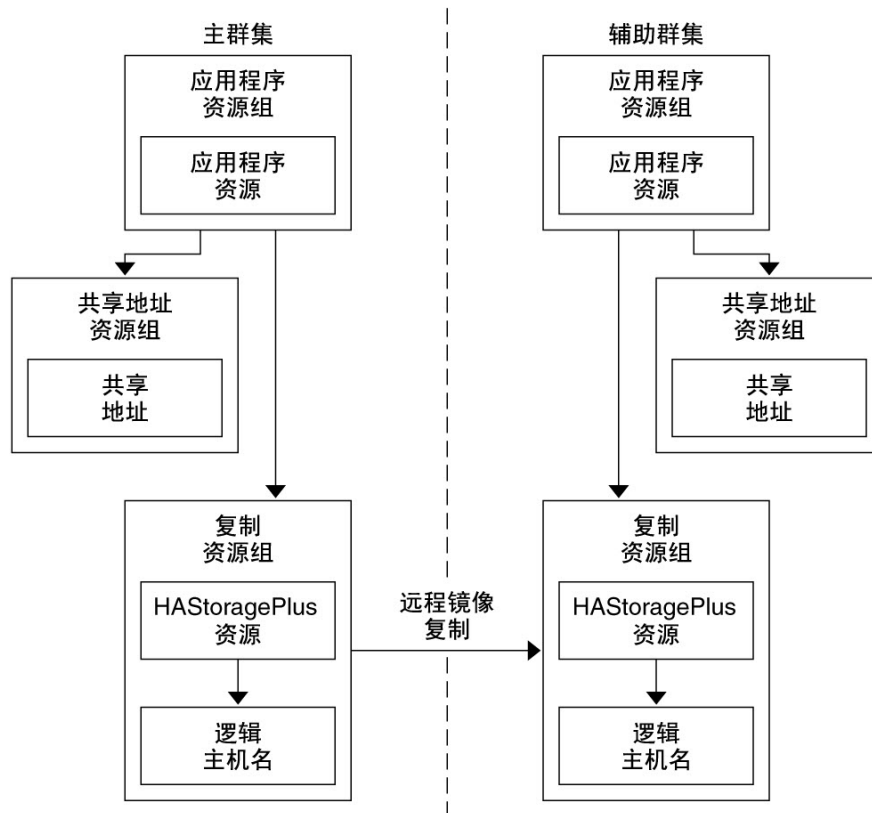 主群集
应用程序
资源组
应用程序
资源
共享地址
资源组
共享
地址
复制
资源组
HAStoragePlus
资源
逻辑
主机名
远程镜像
复制
辅助群集
应用程序
资源组
应用程序
资源
共享地址
资源组
共享
地址
复制
资源组
HAStoragePlus
资源
逻辑
主机名